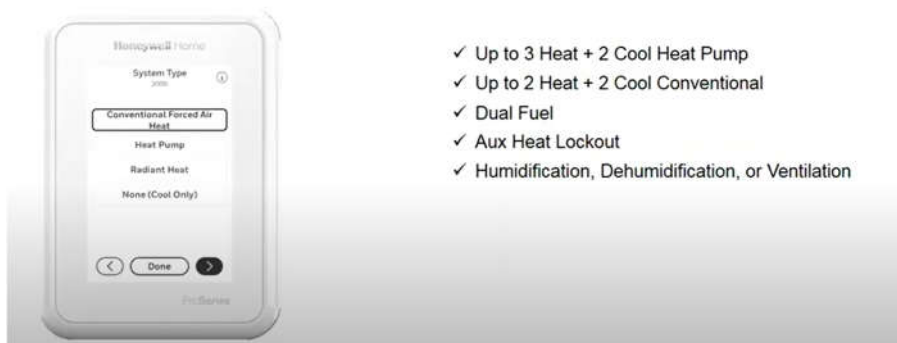 Honeywell Home
System Type
Conventional Forced Air
Heat
Heat Pump
Radiant Heat
None (Cool Only)
< Done >
ProSeries
✓ Up to 3 Heat + 2 Cool Heat Pump
✓ Up to 2 Heat + 2 Cool Conventional
✓ Dual Fuel
✓ Aux Heat Lockout
✓ Humidification, Dehumidification, or Ventilation